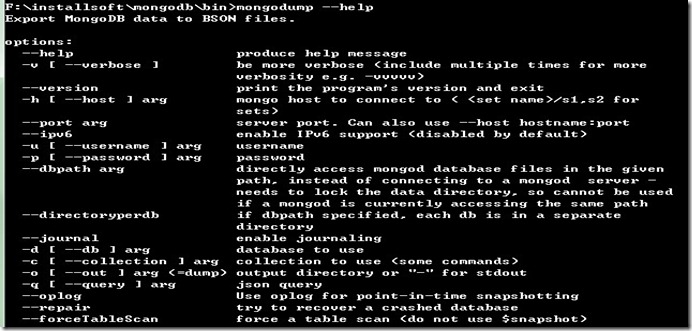 F:\installsoft\mongodb\bin>mongodump --help
Export MongoDB data to BSON files.
options:
--help produce help message
-v [ --verbose ] be more verbose (include multiple times for more
verbosity e.g. -vvvvv)
--version print the program's version and exit
-h [ --host ] arg mongo host to connect to ( <set name>/s1,s2 for
sets)
--port arg server port. Can also use --host hostname:port
--ipv6 enable IPv6 support (disabled by default)
-u [ --username ] arg username
-p [ --password ] arg password
--dbpath arg directly access mongod database files in the given
path, instead of connecting to a mongod server -
needs to lock the data directory, so cannot be used
if a mongod is currently accessing the same path
--directoryperdb if dbpath specified, each db is in a separate
directory
--journal enable journaling
-d [ --db ] arg database to use
-c [ --collection ] arg collection to use (some commands)
-o [ --out ] arg (=dump) output directory or "-" for stdout
-q [ --query ] arg json query
--oplog Use oplog for point-in-time snapshotting
--repair try to recover a crashed database
--forceTableScan force a table scan (do not use $snapshot)